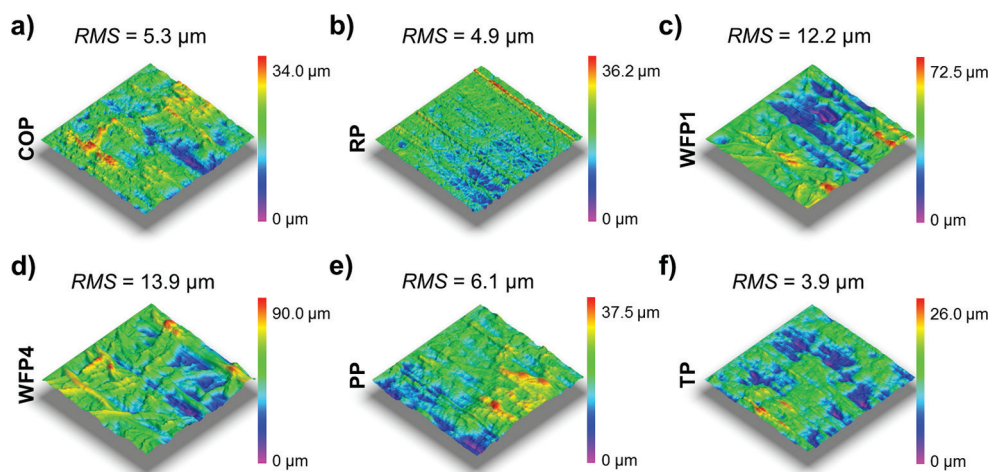 a)
RMS = 5.3 µm
34.0 µm
0 µm
COP
b)
RMS = 4.9 µm
36.2 µm
0 µm
RP
c)
RMS = 12.2 µm
72.5 µm
0 µm
WFP1
d)
RMS = 13.9 µm
90.0 µm
0 µm
WFP4
e)
RMS = 6.1 µm
37.5 µm
0 µm
PP
f)
RMS = 3.9 µm
26.0 µm
0 µm
TP